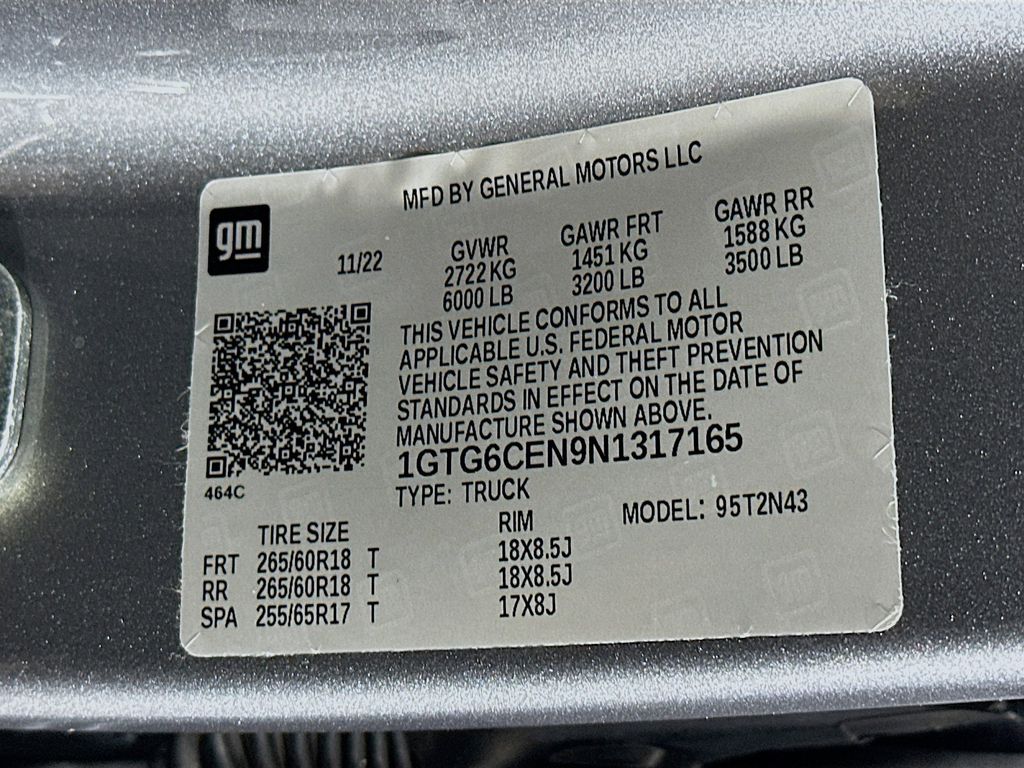 MFD BY GENERAL MOTORS LLC
gm
11/22
GVWR GAWR FRT GAWR RR
2722 KG 1451 KG 1588 KG
6000 LB 3200 LB 3500 LB
THIS VEHICLE CONFORMS TO ALL
APPLICABLE U.S. FEDERAL MOTOR
VEHICLE SAFETY AND THEFT PREVENTION
STANDARDS IN EFFECT ON THE DATE OF
MANUFACTURE SHOWN ABOVE.
1GTG6CEN9N1317165
464C
TYPE: TRUCK
MODEL: 95T2N43
TIRE SIZE RIM
FRT 265/60R18 T 18X8.5J
RR 265/60R18 T 18X8.5J
SPA 255/65R17 T 17X8J